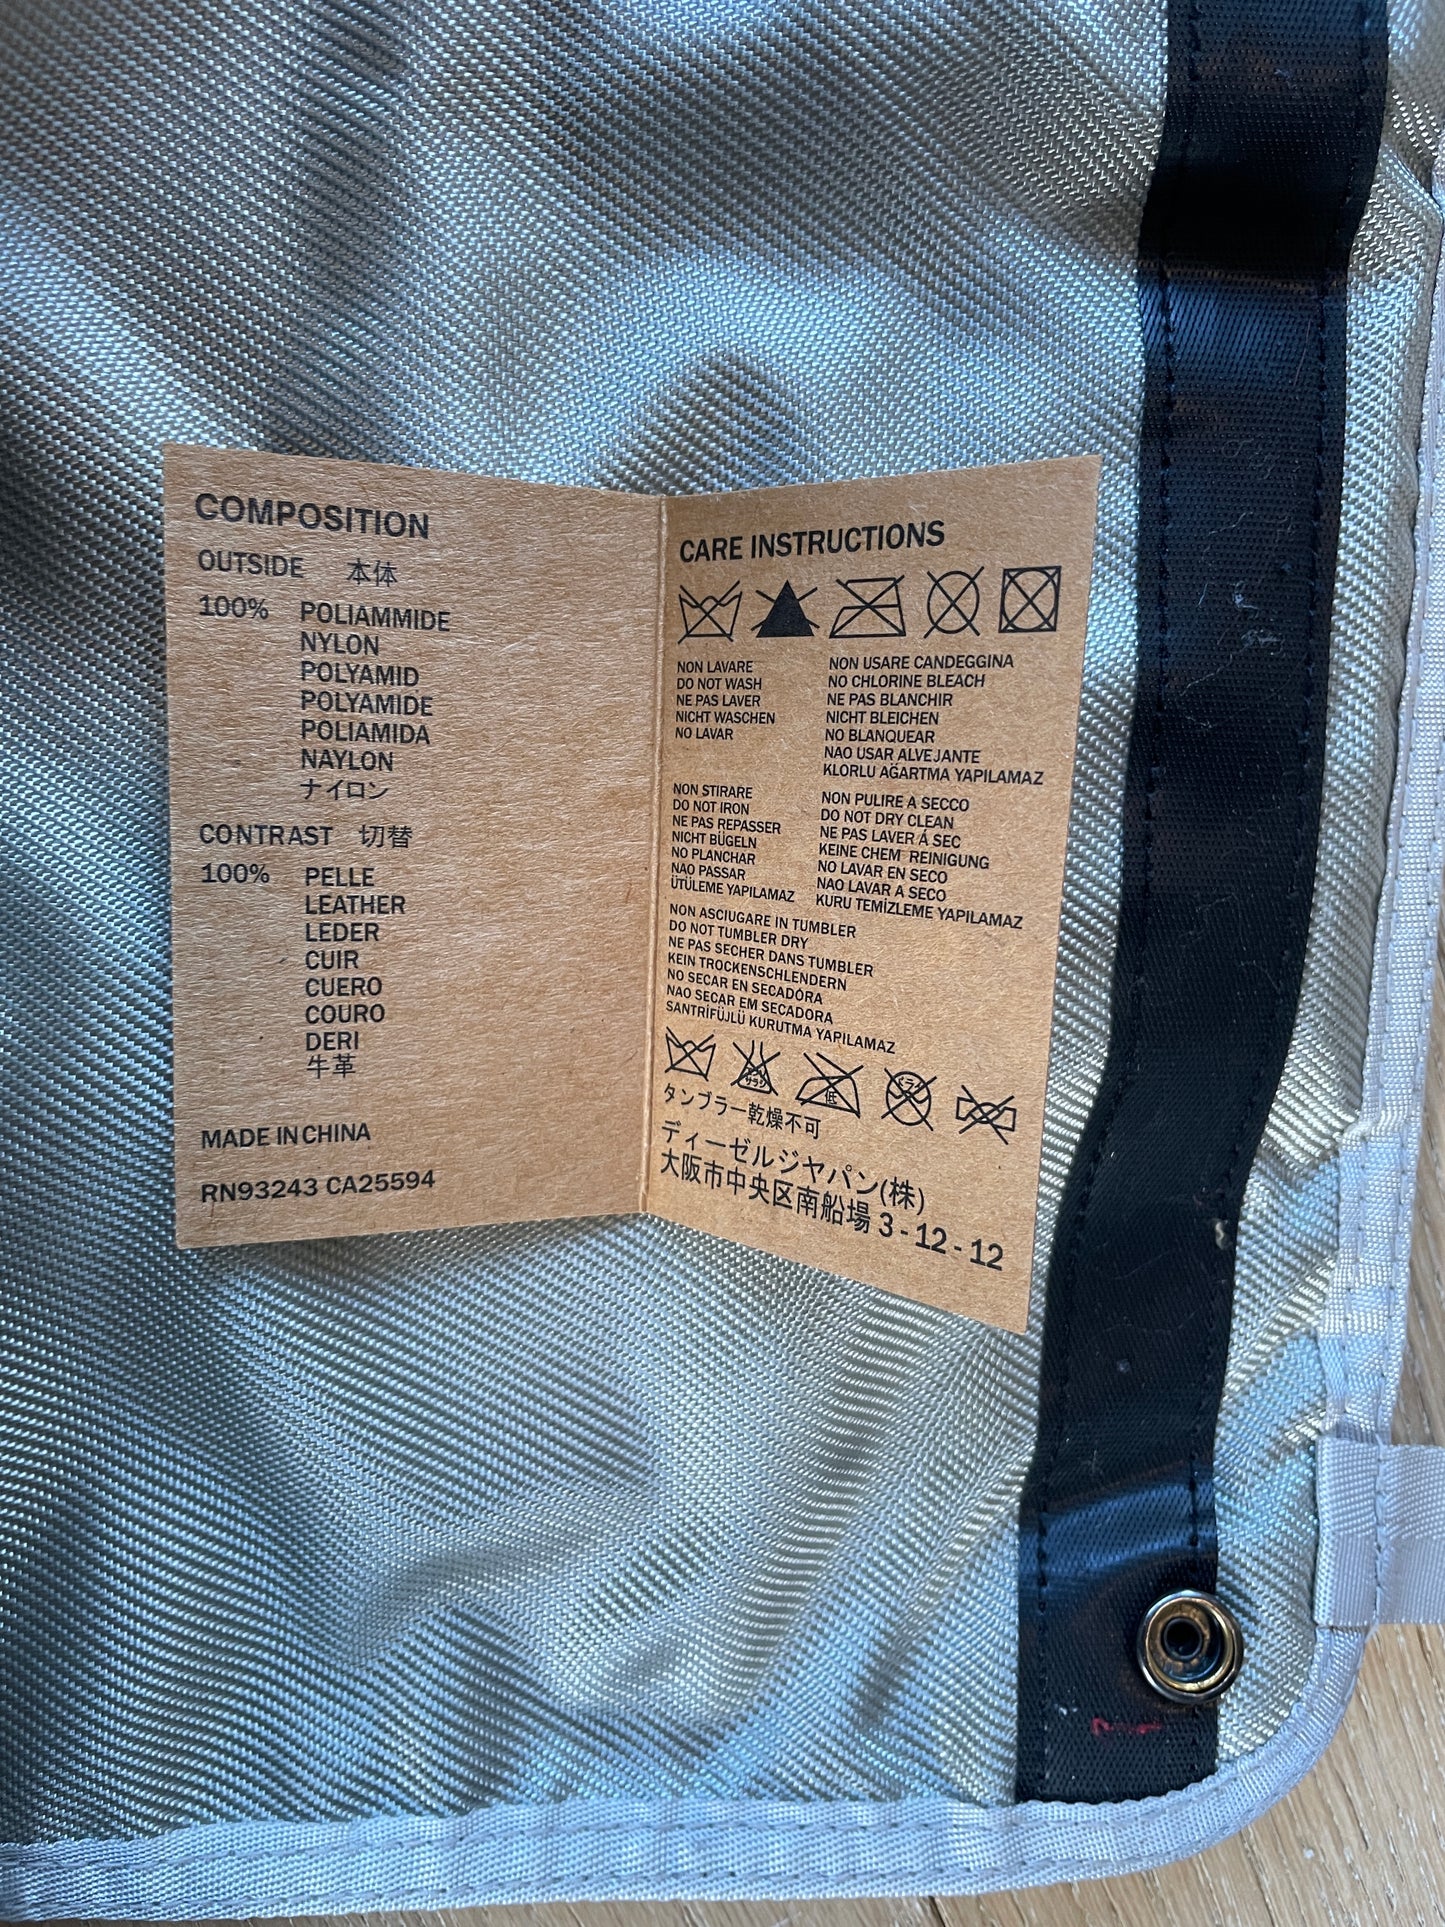 COMPOSITION
OUTSIDE 本体
100% POLIAMMIDE
NYLON
POLYAMID
POLYAMIDE
POLIAMIDA
NAYLON
ナイロン
CONTRAST 切替
100% PELLE
LEATHER
LEDER
CUIR
CUERO
COURO
DERI
牛革
MADE IN CHINA
RN93243 CA25594
CARE INSTRUCTIONS
NON LAVARE
DO NOT WASH
NE PAS LAVER
NICHT WASCHEN
NO LAVAR
NON USARE CANDEGGINA
NO CHLORINE BLEACH
NE PAS BLANCHIR
NICHT BLEICHEN
NO BLANQUEAR
NAO USAR ALVEJANTE
KLORLU AĞARTMA YAPILAMAZ
NON STIRARE
DO NOT IRON
NE PAS REPASSER
NICHT BÜGELN
NO PLANCHAR
NAO PASSAR
ÜTÜLEME YAPILAMAZ
NON PULIRE A SECCO
DO NOT DRY CLEAN
NE PAS LAVER Á SEC
KEINE CHEM REINIGUNG
NO LAVAR EN SECO
NAO LAVAR A SECO
KURU TEMİZLEME YAPILAMAZ
NON ASCIUGARE IN TUMBLER
DO NOT TUMBLER DRY
NE PAS SECHER DANS TUMBLER
KEIN TROCKENSCHLENDERN
NO SECAR EN SECADÓRA
NAO SECAR EM SECADORA
SANTRİFÜJLÜ KURUTMA YAPILAMAZ
低
タンブラー乾燥不可
ディーゼルジャパン(株)
大阪市中央区南船場 3 - 12 - 12